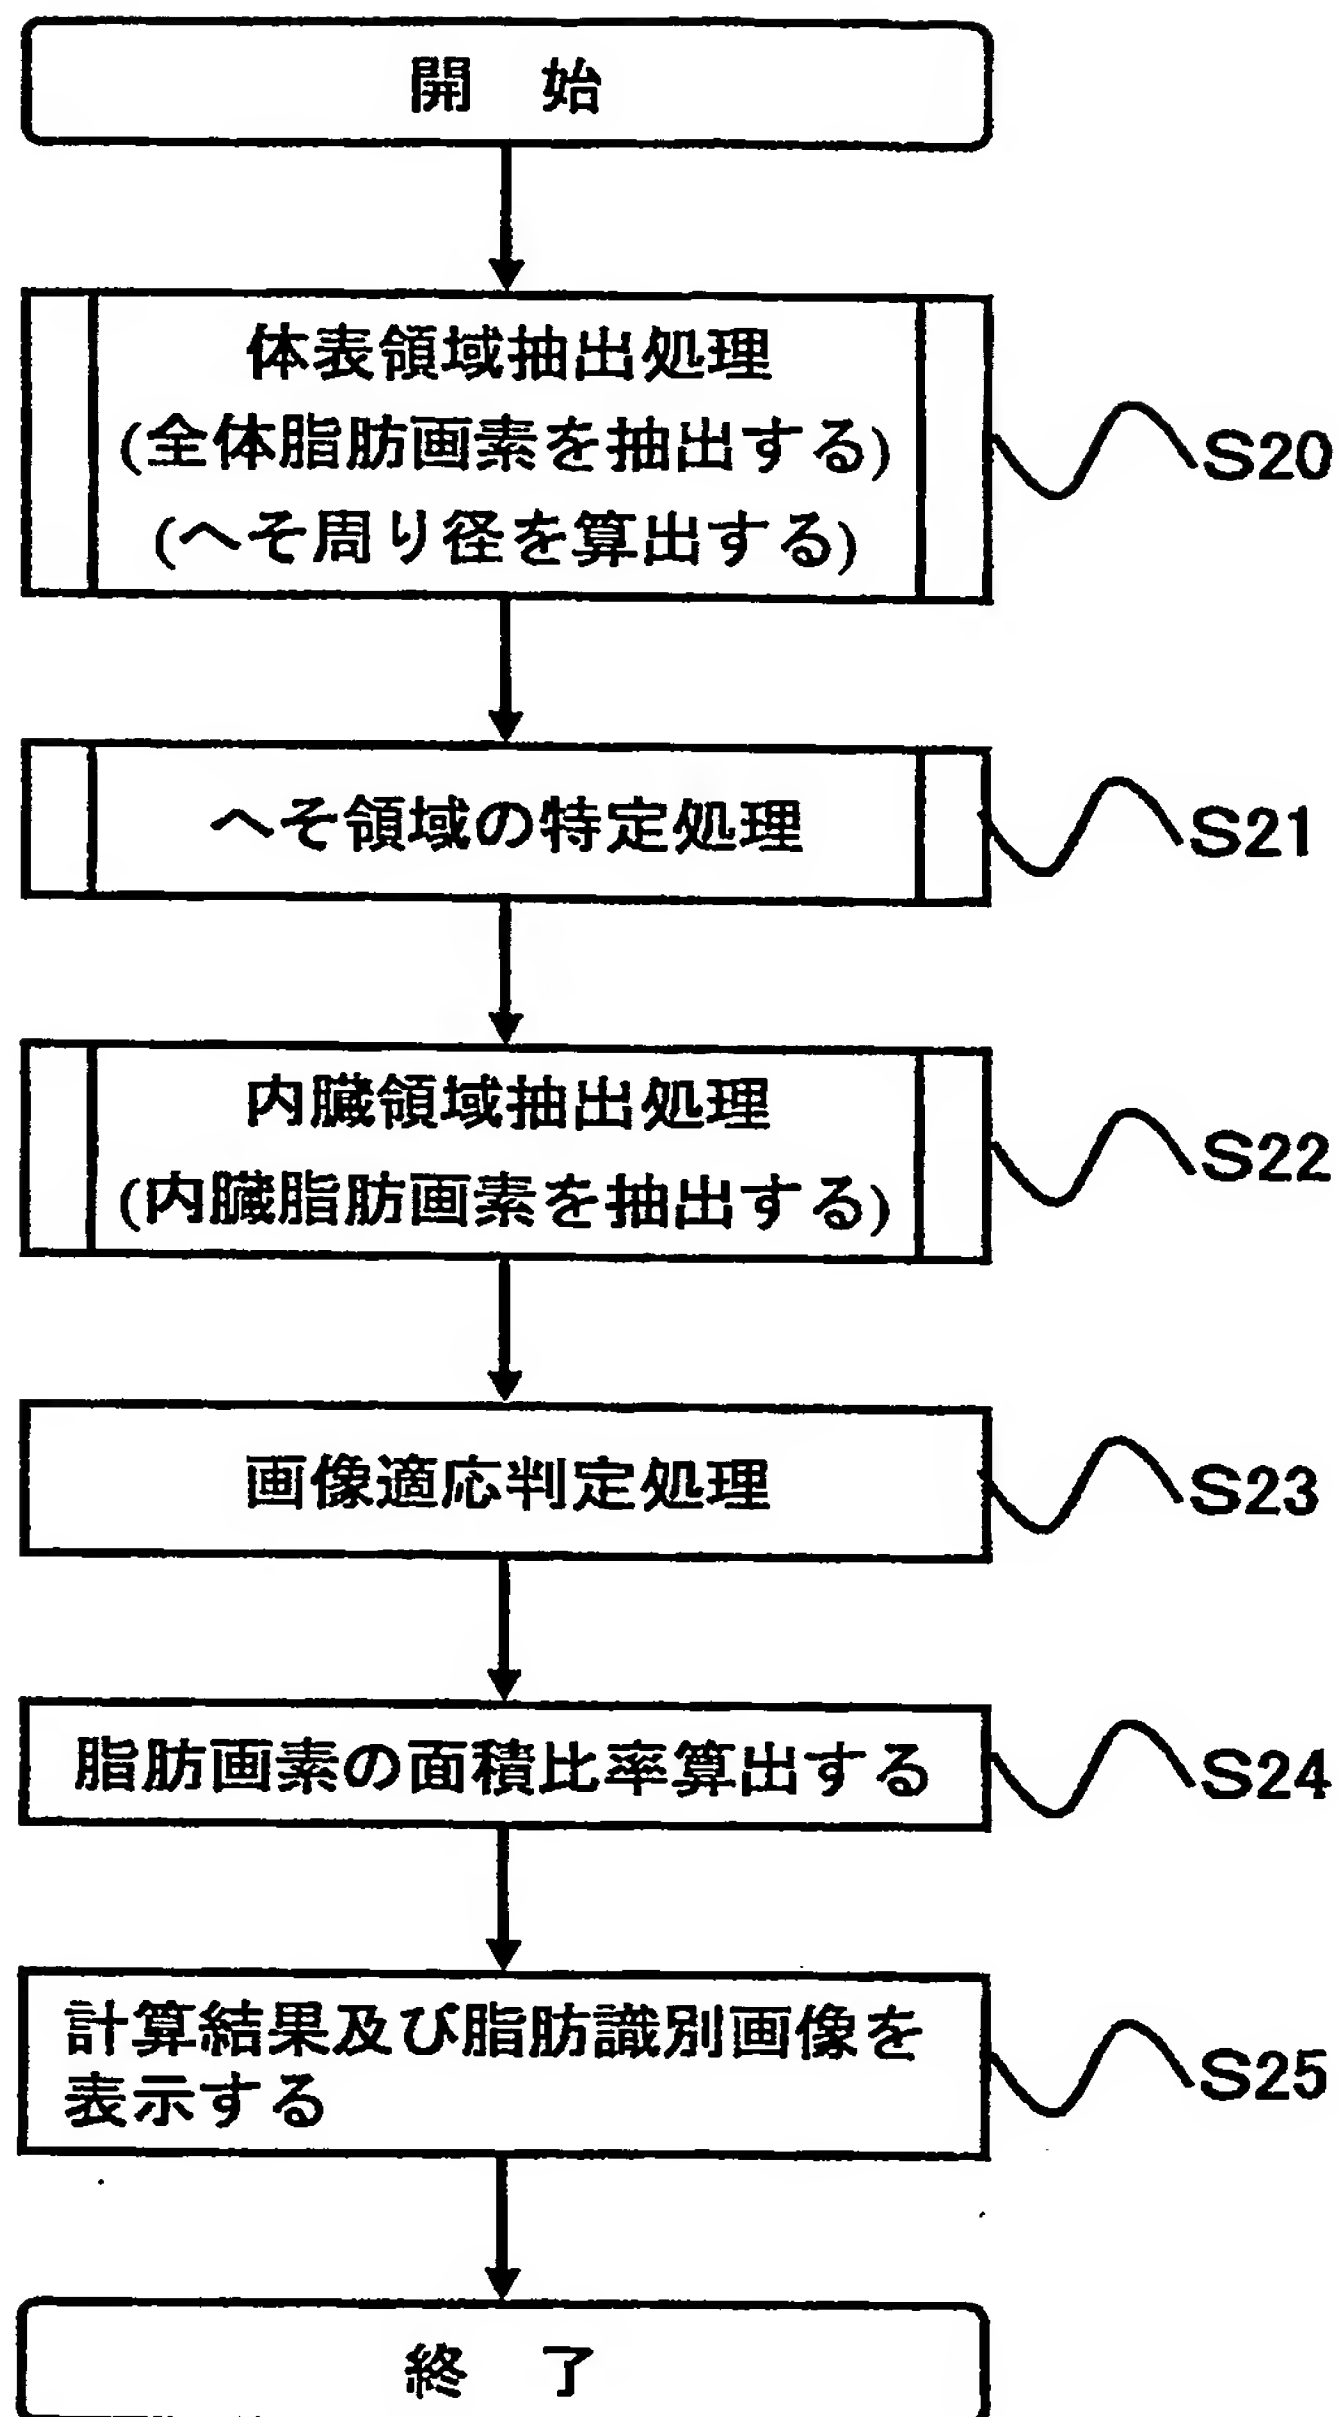 開 始
体表領域抽出処理
(全体脂肪画素を抽出する)
(へそ周り径を算出する)
S20
へそ領域の特定処理
S21
内臓領域抽出処理
(内臓脂肪画素を抽出する)
S22
画像適応判定処理
S23
脂肪画素の面積比率算出する
S24
計算結果及び脂肪識別画像を
表示する
S25
終 了